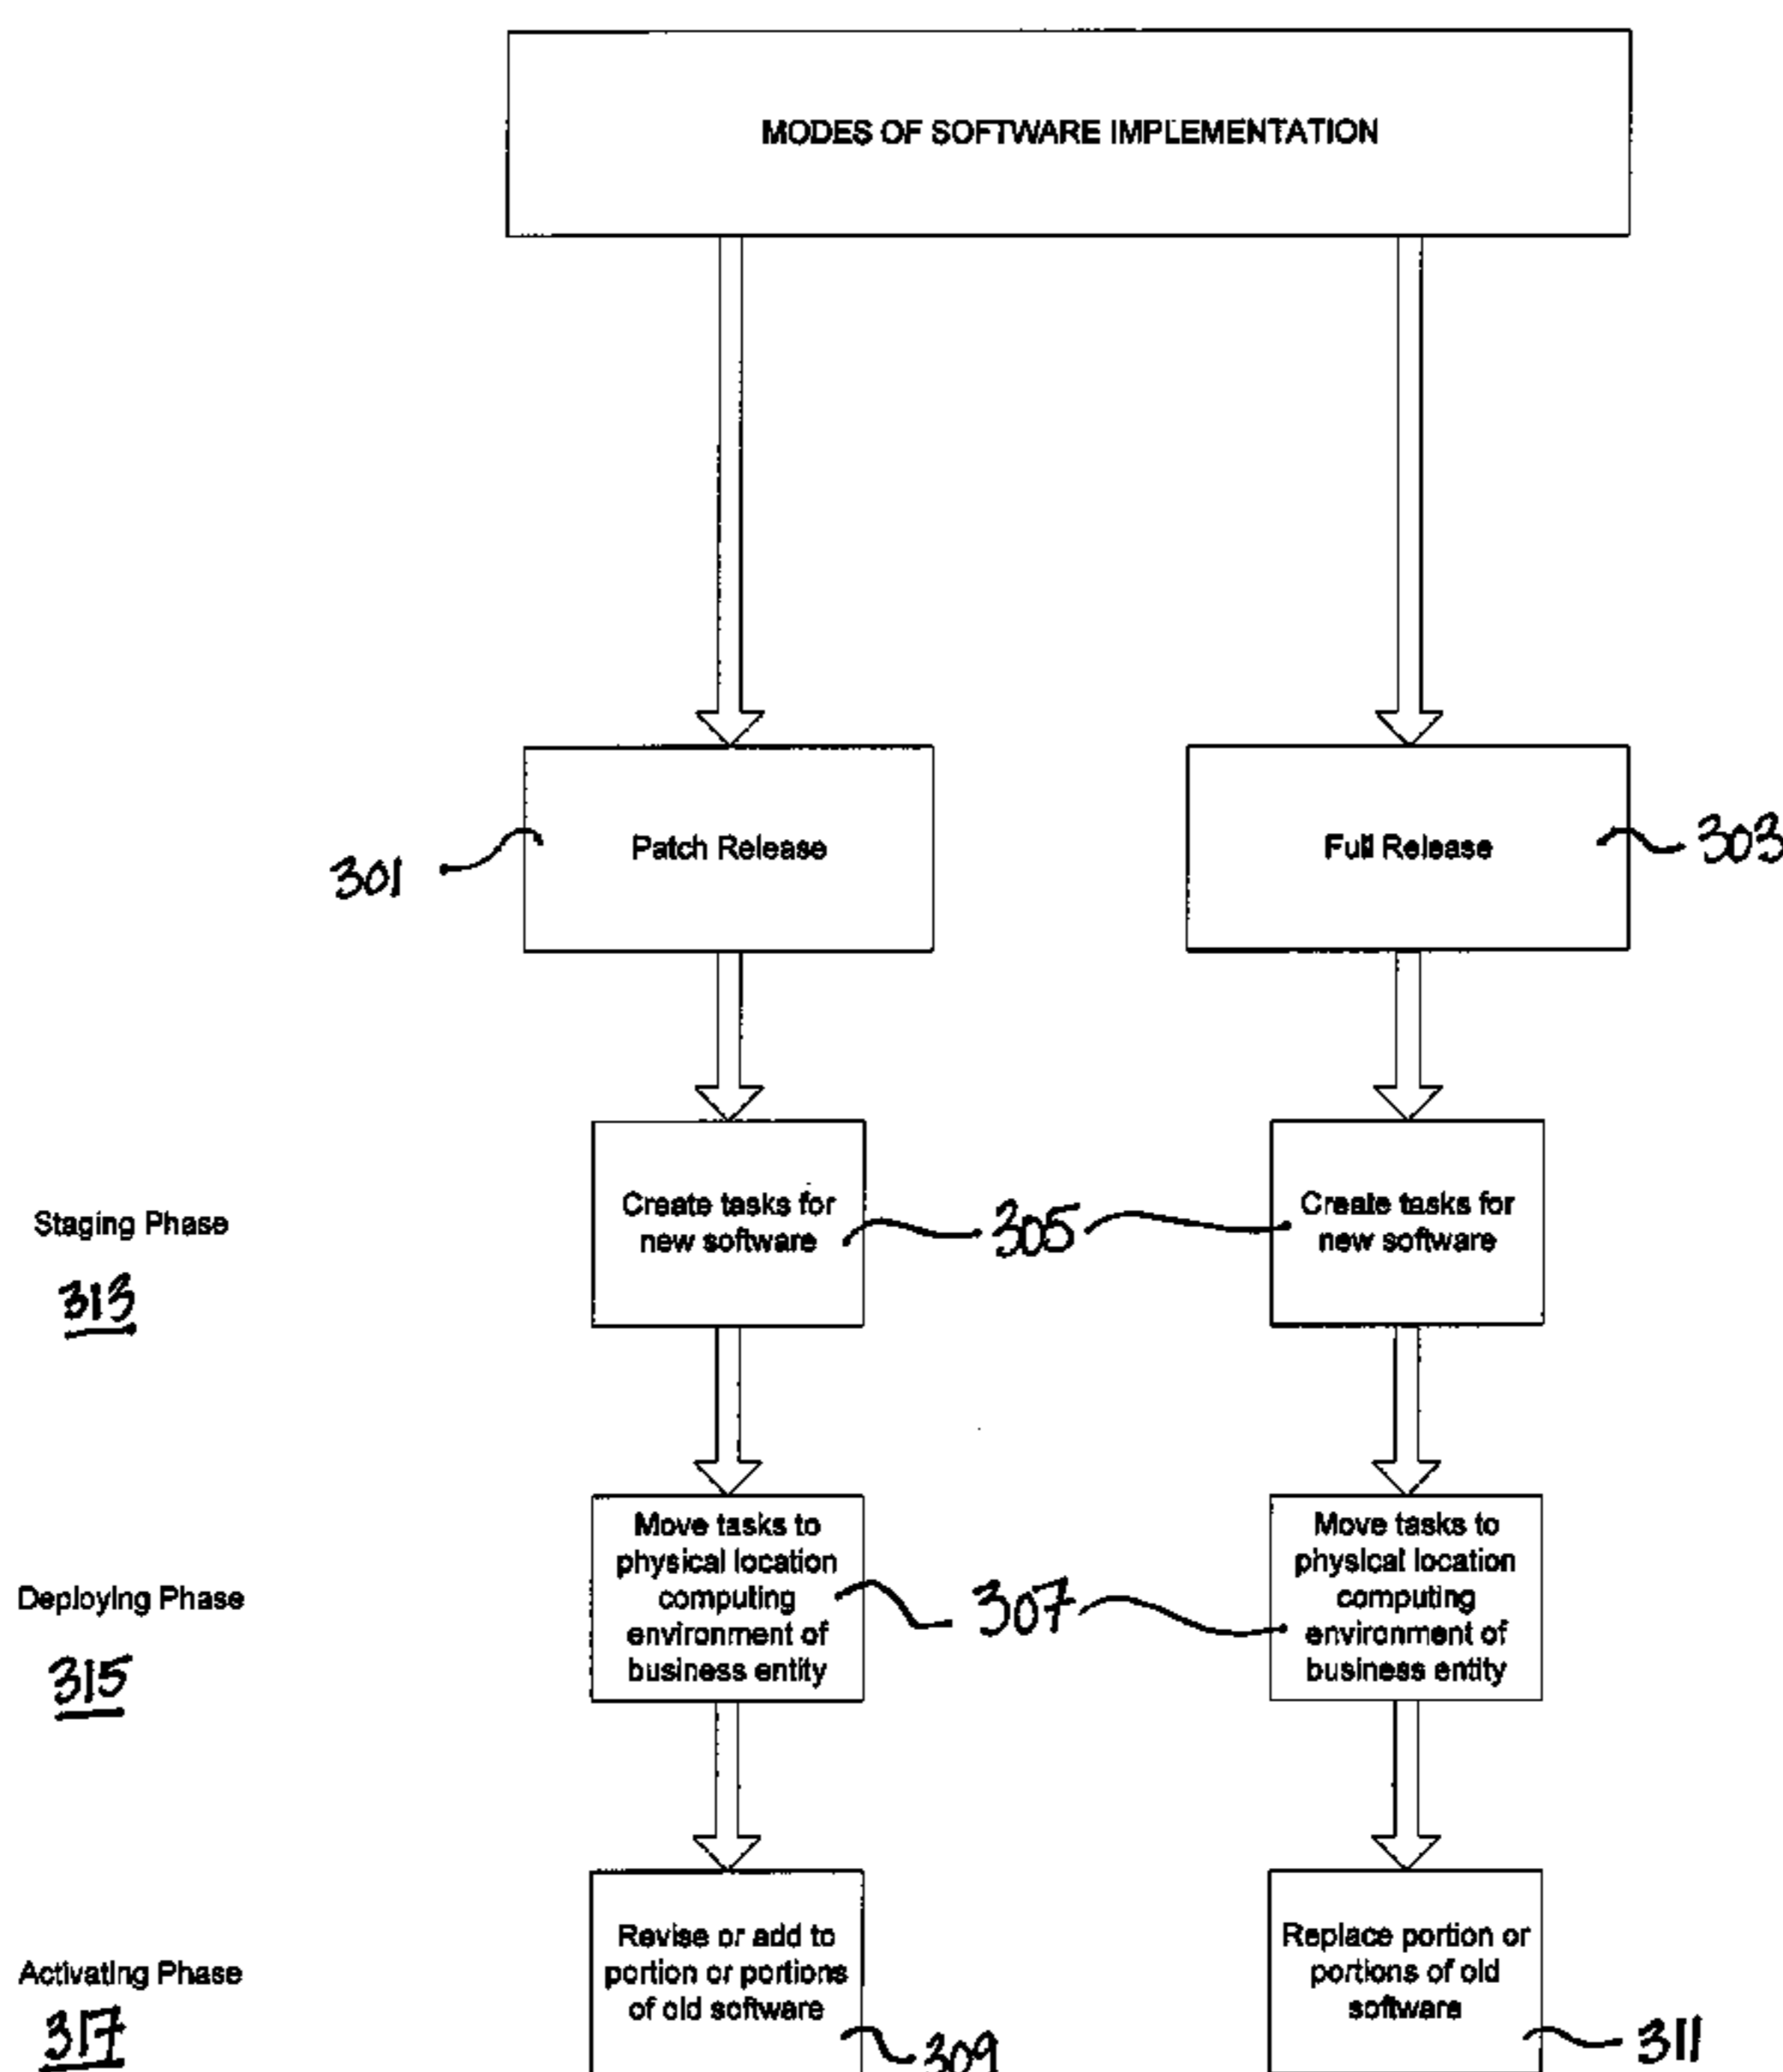 MODES OF SOFTWARE IMPLEMENTATION
301
Patch Release
Full Release
303
Staging Phase
313
Create tasks for
new software
305
Create tasks for
new software
Deploying Phase
315
Move tasks to
physical location
computing
environment of
business entity
307
Move tasks to
physical location
computing
environment of
business entity
Activating Phase
317
Revise or add to
portion or portions
of old software
309
Replace portion or
portions of old
software
311